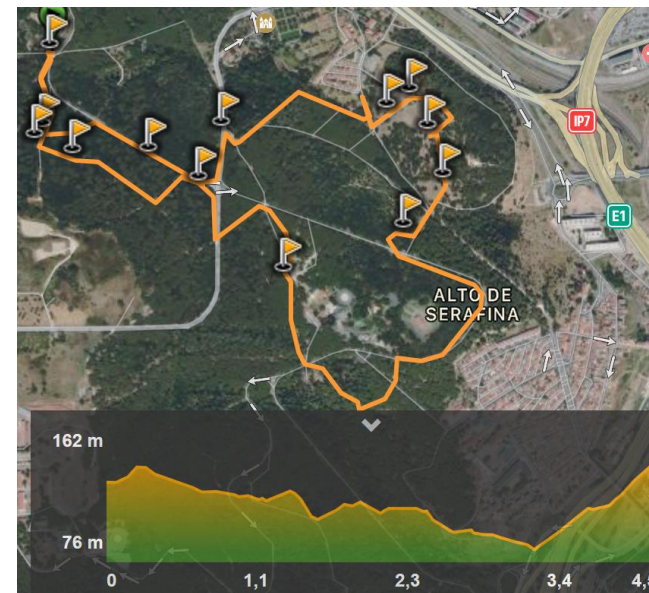 IP7
E1
ALTO DE
SERAFINA
162 m
76 m
0
1,1
2,3
3,4